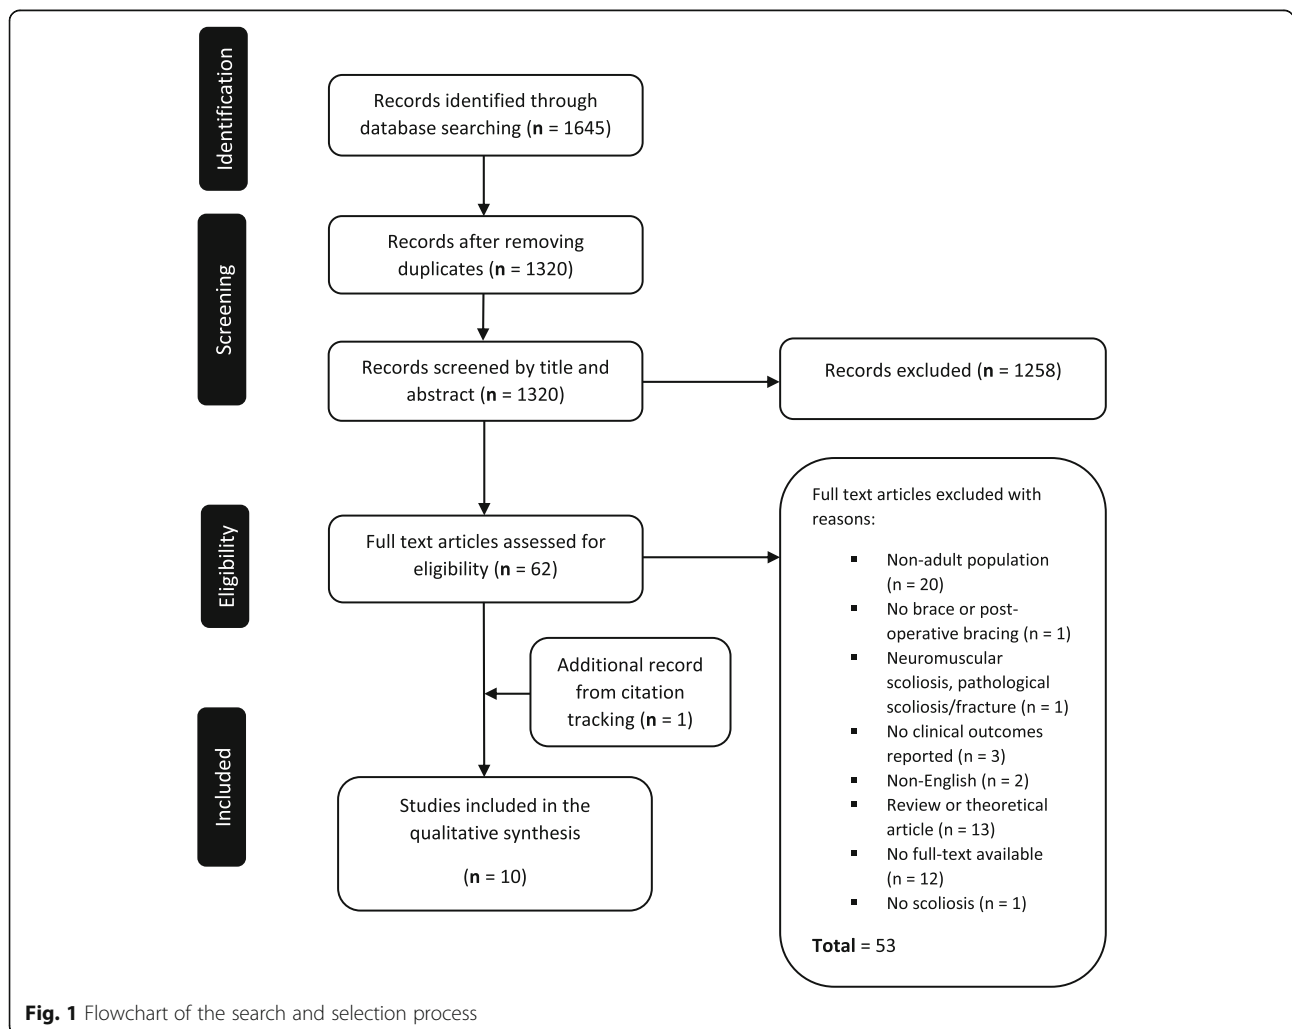 Identification
Records identified through
database searching (n = 1645)
Screening
Records after removing
duplicates (n = 1320)
Records screened by title and
abstract (n = 1320)
Records excluded (n = 1258)
Eligibility
Full text articles assessed for
eligibility (n = 62)
Full text articles excluded with
reasons:
▪ Non-adult population
(n = 20)
▪ No brace or post-
operative bracing (n = 1)
▪ Neuromuscular
scoliosis, pathological
scoliosis/fracture (n = 1)
▪ No clinical outcomes
reported (n = 3)
▪ Non-English (n = 2)
▪ Review or theoretical
article (n = 13)
▪ No full-text available
(n = 12)
▪ No scoliosis (n = 1)
Total = 53
Additional record
from citation
tracking (n = 1)
Included
Studies included in the
qualitative synthesis
(n = 10)
Fig. 1 Flowchart of the search and selection process